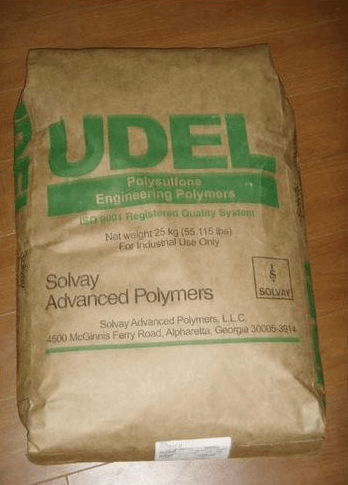 UDEL
Polysulfone
Engineering Polymers
ISO 9001 Registered Quality System
Net weight 25 kg (55.115 lbs)
For Industrial Use Only
Solvay
Advanced Polymers
SOLVAY
Solvay Advanced Polymers, L.L.C.
4500 McGinnis Ferry Road, Alpharetta, Georgia 30005-3914